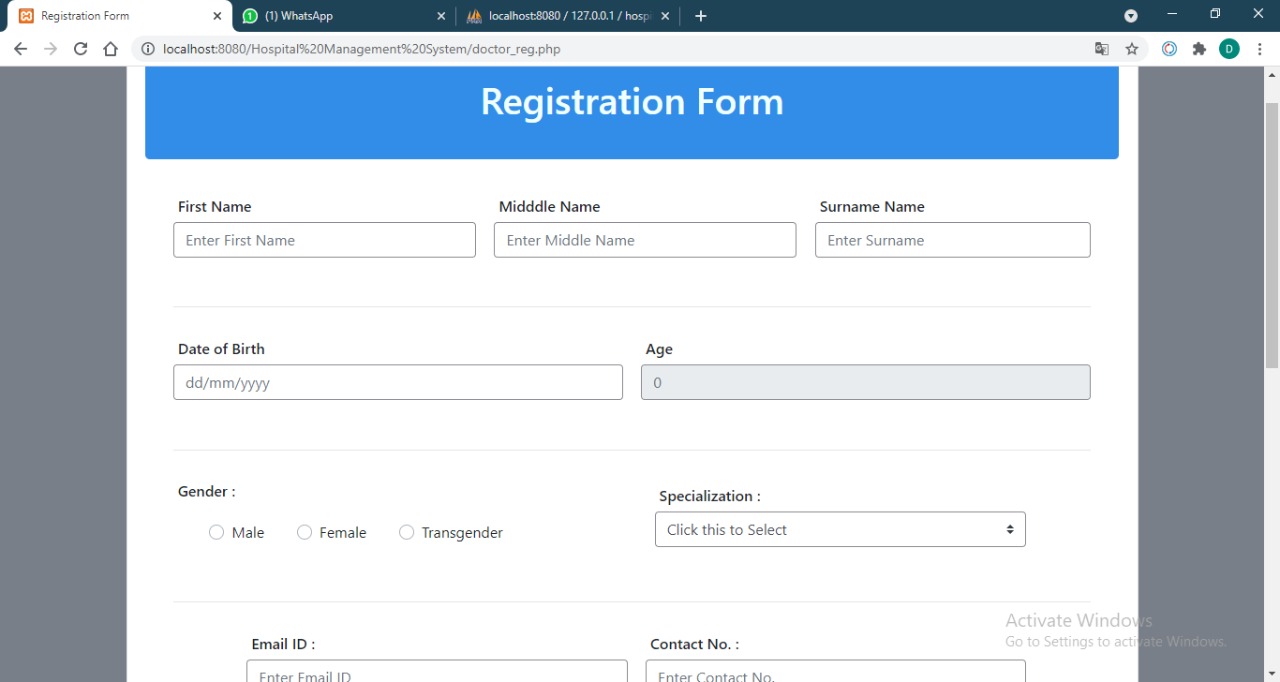 Registration Form
(1) WhatsApp
localhost:8080 / 127.0.0.1 / hospi
localhost:8080/Hospital%20Management%20System/doctor_reg.php
D
Registration Form
First Name Midddle Name Surname Name
Enter First Name Enter Middle Name Enter Surname
Date of Birth Age
dd/mm/yyyy 0
Gender : Specialization :
Male Female Transgender Click this to Select
Email ID : Contact No. :
Enter Email ID Enter Contact No.
Activate Windows
Go to Settings to activate Windows.